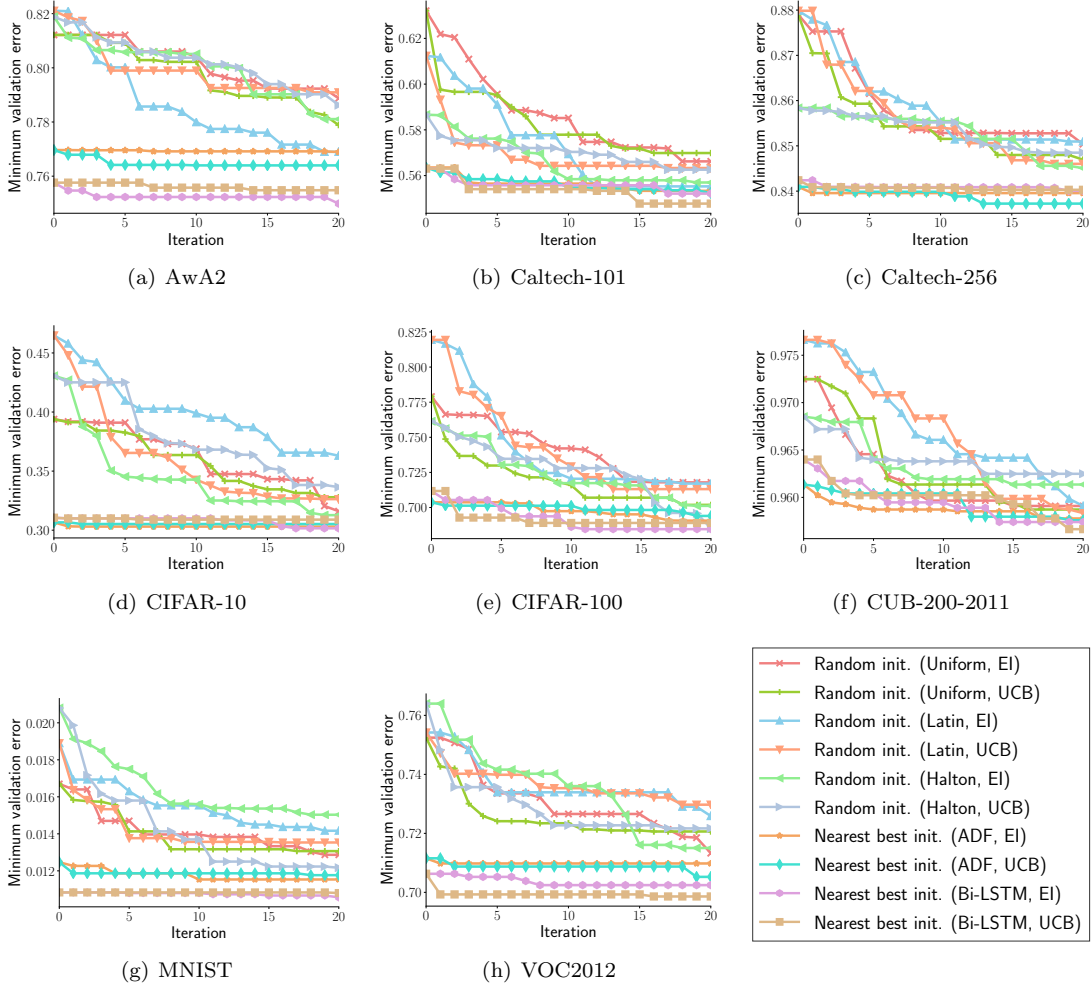 0.82
0.80
0.78
0.76
Minimum validation error
0 5 10 15 20
Iteration
(a) AwA2
0.62
0.60
0.58
0.56
Minimum validation error
0 5 10 15 20
Iteration
(b) Caltech-101
0.88
0.87
0.86
0.85
0.84
Minimum validation error
0 5 10 15 20
Iteration
(c) Caltech-256
0.45
0.40
0.35
0.30
Minimum validation error
0 5 10 15 20
Iteration
(d) CIFAR-10
0.825
0.800
0.775
0.750
0.725
0.700
Minimum validation error
0 5 10 15 20
Iteration
(e) CIFAR-100
0.975
0.970
0.965
0.960
Minimum validation error
0 5 10 15 20
Iteration
(f) CUB-200-2011
0.020
0.018
0.016
0.014
0.012
Minimum validation error
0 5 10 15 20
Iteration
(g) MNIST
0.76
0.74
0.72
0.70
Minimum validation error
0 5 10 15 20
Iteration
(h) VOC2012
Random init. (Uniform, EI)
Random init. (Uniform, UCB)
Random init. (Latin, EI)
Random init. (Latin, UCB)
Random init. (Halton, EI)
Random init. (Halton, UCB)
Nearest best init. (ADF, EI)
Nearest best init. (ADF, UCB)
Nearest best init. (Bi-LSTM, EI)
Nearest best init. (Bi-LSTM, UCB)